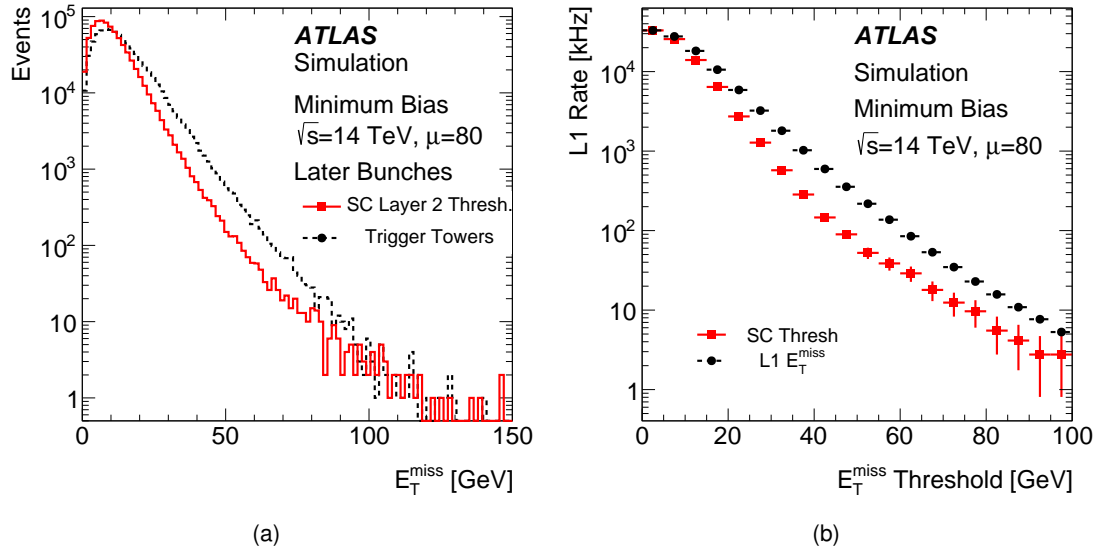 Events
10^5
10^4
10^3
10^2
10
1
ATLAS
Simulation
Minimum Bias
√s=14 TeV, μ=80
Later Bunches
SC Layer 2 Thresh.
Trigger Towers
0 50 100 150
E_T^miss [GeV]
(a)
L1 Rate [kHz]
10^4
10^3
10^2
10
1
ATLAS
Simulation
Minimum Bias
√s=14 TeV, μ=80
SC Thresh
L1 E_T^miss
0 20 40 60 80 100
E_T^miss Threshold [GeV]
(b)